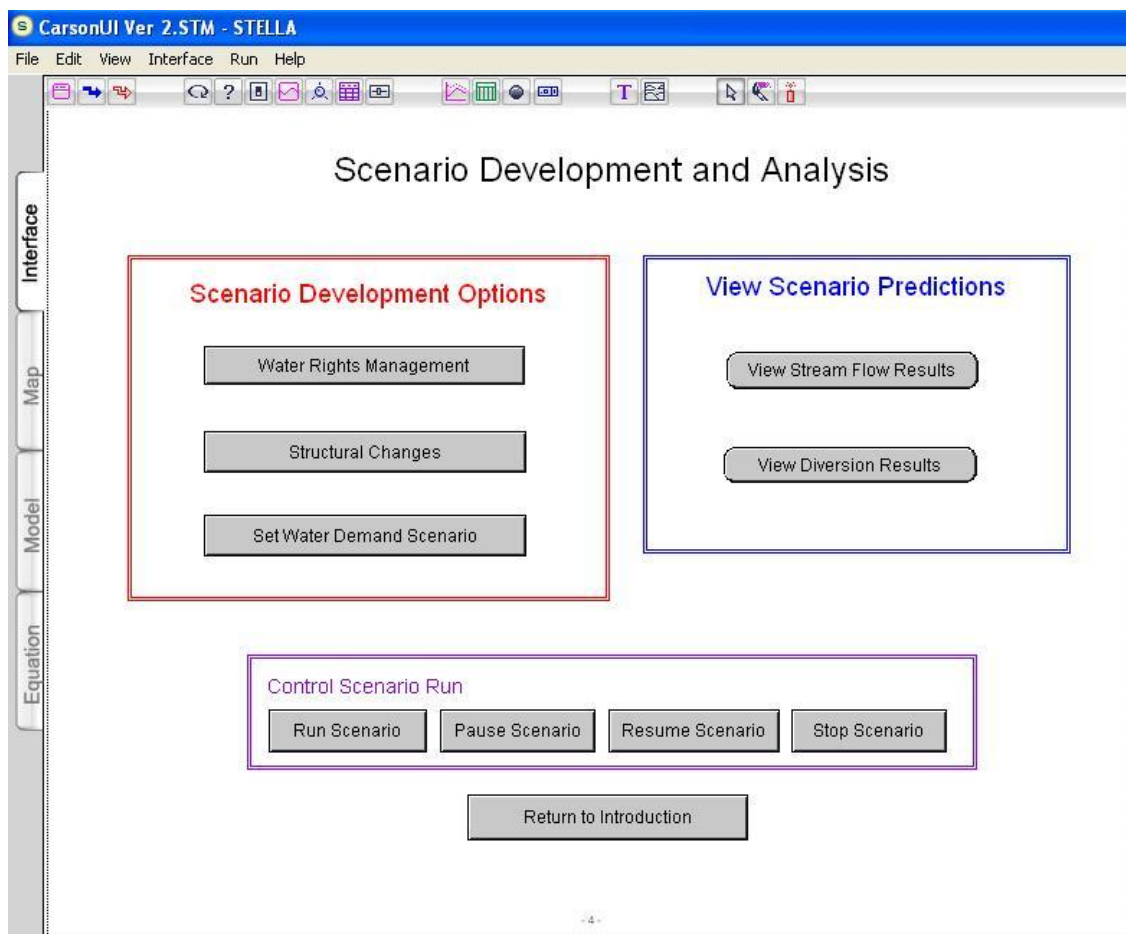 CarsonUI Ver 2.STM - STELLA
File Edit View Interface Run Help
? T
Interface
Map
Model
Equation
Scenario Development and Analysis
Scenario Development Options
Water Rights Management
Structural Changes
Set Water Demand Scenario
View Scenario Predictions
View Stream Flow Results
View Diversion Results
Control Scenario Run
Run Scenario Pause Scenario Resume Scenario Stop Scenario
Return to Introduction
- 4 -